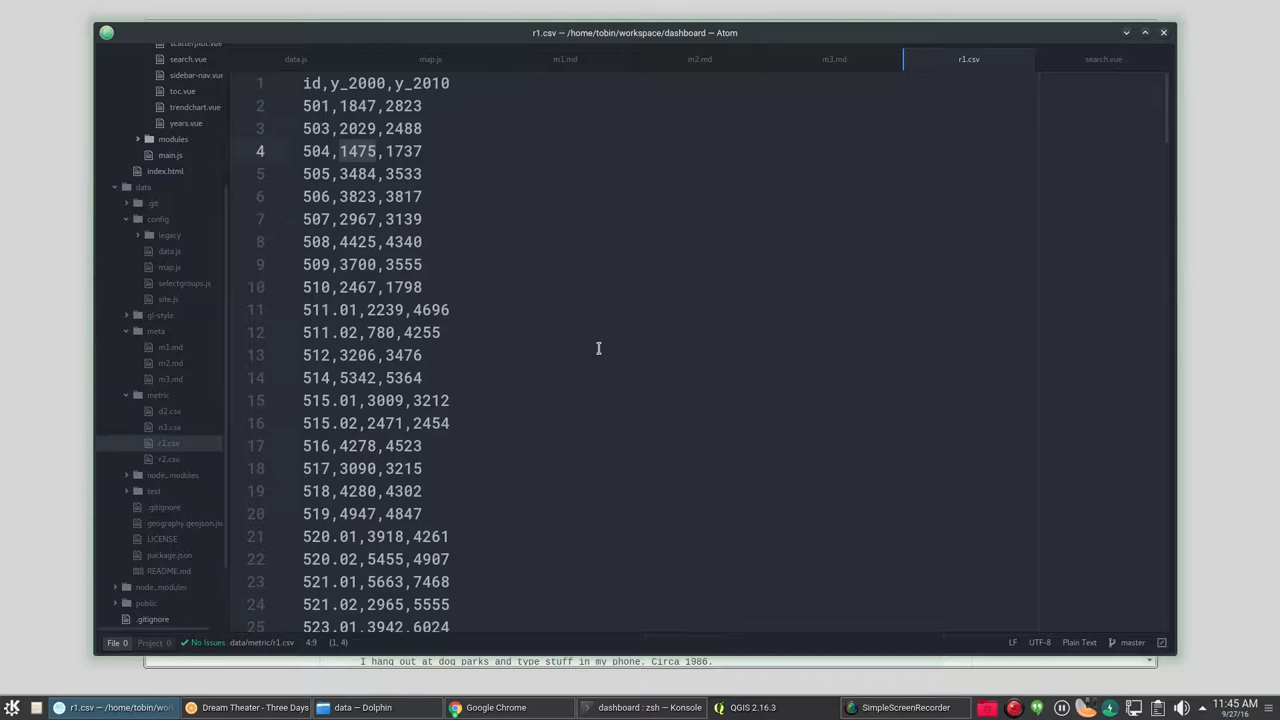 r1.csv — /home/tobin/workspace/dashboard — Atom
scatterplot.vue
search.vue
sidebar-nav.vue
toc.vue
trendchart.vue
years.vue
modules
main.js
index.html
data
.git
config
legacy
data.js
map.js
selectgroups.js
site.js
gl-style
meta
m1.md
m2.md
m3.md
metric
d2.csv
n3.csv
r1.csv
r2.csv
node_modules
test
.gitignore
geography.geojson.js
LICENSE
package.json
README.md
node_modules
public
.gitignore
data.js map.js m1.md m2.md m3.md r1.csv search.vue
1 id,y_2000,y_2010
2 501,1847,2823
3 503,2029,2488
4 504,1475,1737
5 505,3484,3533
6 506,3823,3817
7 507,2967,3139
8 508,4425,4340
9 509,3700,3555
10 510,2467,1798
11 511.01,2239,4696
12 511.02,780,4255
13 512,3206,3476
14 514,5342,5364
15 515.01,3009,3212
16 515.02,2471,2454
17 516,4278,4523
18 517,3090,3215
19 518,4280,4302
20 519,4947,4847
21 520.01,3918,4261
22 520.02,5455,4907
23 521.01,5663,7468
24 521.02,2965,5555
25 523.01,3942,6024
File 0 Project 0 No Issues data/metric/r1.csv 4:9 (1, 4) LF UTF-8 Plain Text master
I hang out at dog parks and type stuff in my phone. Circa 1986.
r1.csv — /home/tobin/work Dream Theater - Three Days data — Dolphin Google Chrome dashboard : zsh — Konsole QGIS 2.16.3 SimpleScreenRecorder
11:45 AM
9/27/16